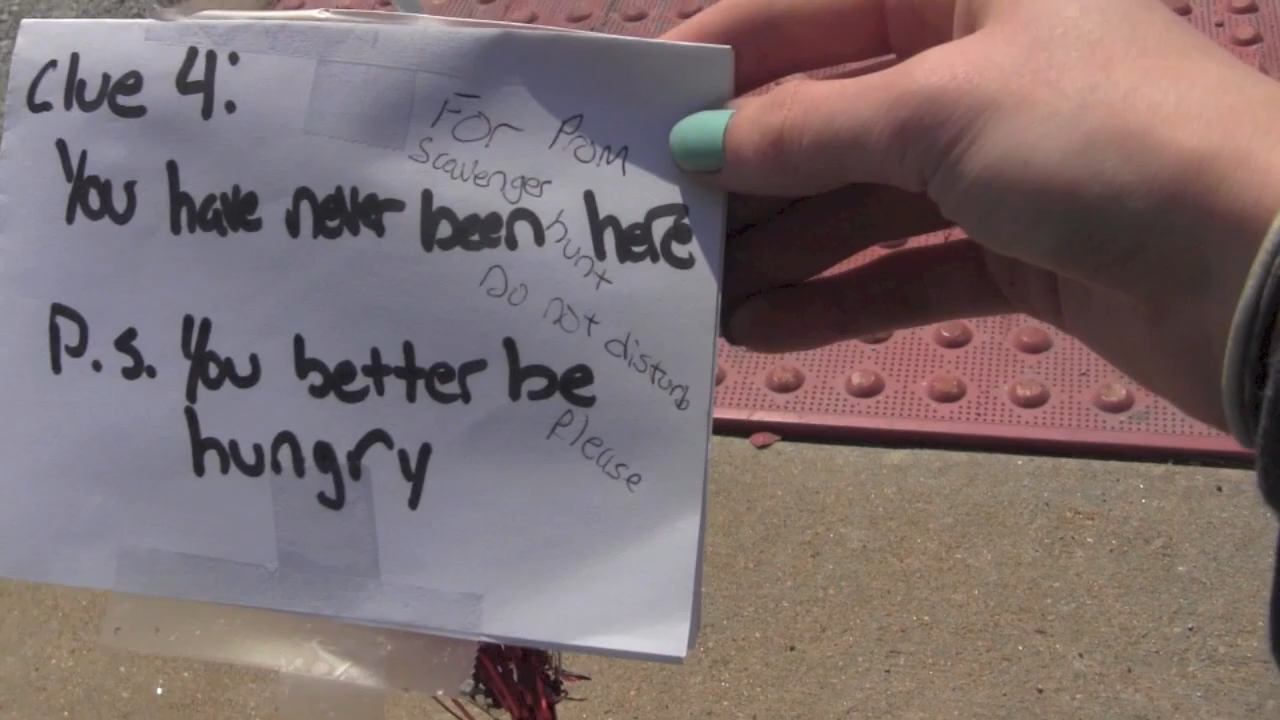 Clue 4:
You have never been here
P.s. You better be
hungry
For Prom
Scavenger
hunt
Do not disturb
Please